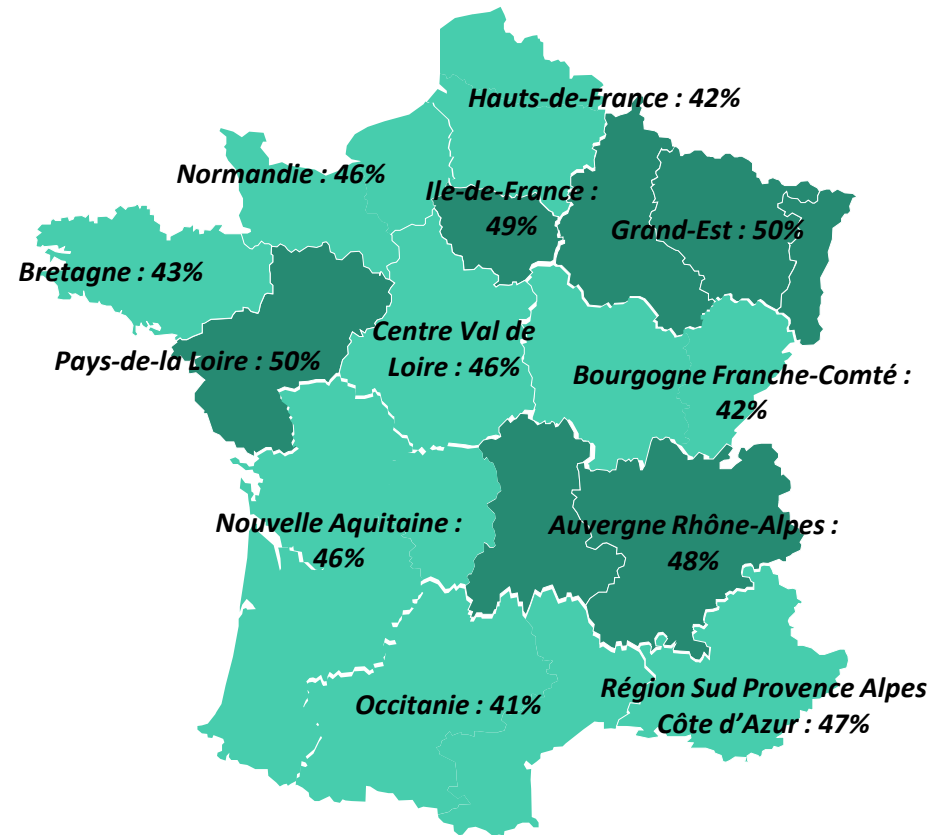 Hauts-de-France : 42%
Normandie : 46%
Ile-de-France :
49%
Grand-Est : 50%
Bretagne : 43%
Centre Val de
Loire : 46%
Pays-de-la Loire : 50%
Bourgogne Franche-Comté :
42%
Nouvelle Aquitaine :
46%
Auvergne Rhône-Alpes :
48%
Occitanie : 41%
Région Sud Provence Alpes
Côte d’Azur : 47%